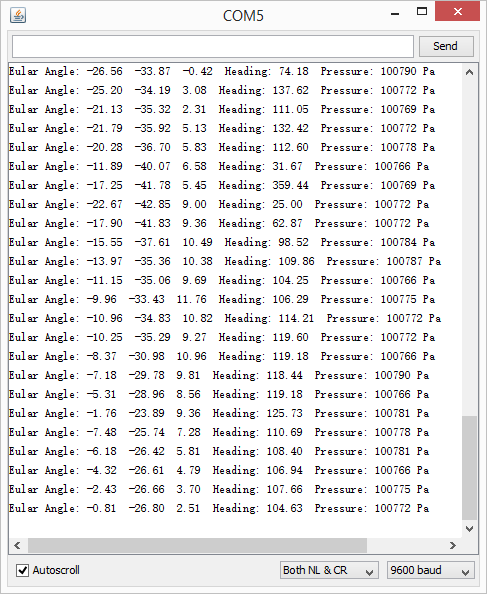 COM5
Send
Eular Angle: -26.56 -33.87 -0.42 Heading: 74.18 Pressure: 100790 Pa
Eular Angle: -25.20 -34.19 3.08 Heading: 137.62 Pressure: 100772 Pa
Eular Angle: -21.13 -35.32 2.31 Heading: 111.05 Pressure: 100769 Pa
Eular Angle: -21.79 -35.92 5.13 Heading: 132.42 Pressure: 100772 Pa
Eular Angle: -20.28 -36.70 5.83 Heading: 112.60 Pressure: 100778 Pa
Eular Angle: -11.89 -40.07 6.58 Heading: 31.67 Pressure: 100766 Pa
Eular Angle: -17.25 -41.78 5.45 Heading: 359.44 Pressure: 100769 Pa
Eular Angle: -22.67 -42.85 9.00 Heading: 25.00 Pressure: 100772 Pa
Eular Angle: -17.90 -41.83 9.36 Heading: 62.87 Pressure: 100772 Pa
Eular Angle: -15.55 -37.61 10.49 Heading: 98.52 Pressure: 100784 Pa
Eular Angle: -13.97 -35.36 10.38 Heading: 109.86 Pressure: 100787 Pa
Eular Angle: -11.15 -35.06 9.69 Heading: 104.25 Pressure: 100766 Pa
Eular Angle: -9.96 -33.43 11.76 Heading: 106.29 Pressure: 100775 Pa
Eular Angle: -10.96 -34.83 10.82 Heading: 114.21 Pressure: 100772 Pa
Eular Angle: -10.25 -35.29 9.27 Heading: 119.60 Pressure: 100772 Pa
Eular Angle: -8.37 -30.98 10.96 Heading: 119.18 Pressure: 100766 Pa
Eular Angle: -7.18 -29.78 9.81 Heading: 118.44 Pressure: 100790 Pa
Eular Angle: -5.31 -28.96 8.56 Heading: 119.18 Pressure: 100766 Pa
Eular Angle: -1.76 -23.89 9.36 Heading: 125.73 Pressure: 100781 Pa
Eular Angle: -7.48 -25.74 7.28 Heading: 110.69 Pressure: 100778 Pa
Eular Angle: -6.18 -26.42 5.81 Heading: 108.40 Pressure: 100781 Pa
Eular Angle: -4.32 -26.61 4.79 Heading: 106.94 Pressure: 100766 Pa
Eular Angle: -2.43 -26.66 3.70 Heading: 107.66 Pressure: 100775 Pa
Eular Angle: -0.81 -26.80 2.51 Heading: 104.63 Pressure: 100772 Pa
Autoscroll
Both NL & CR
9600 baud